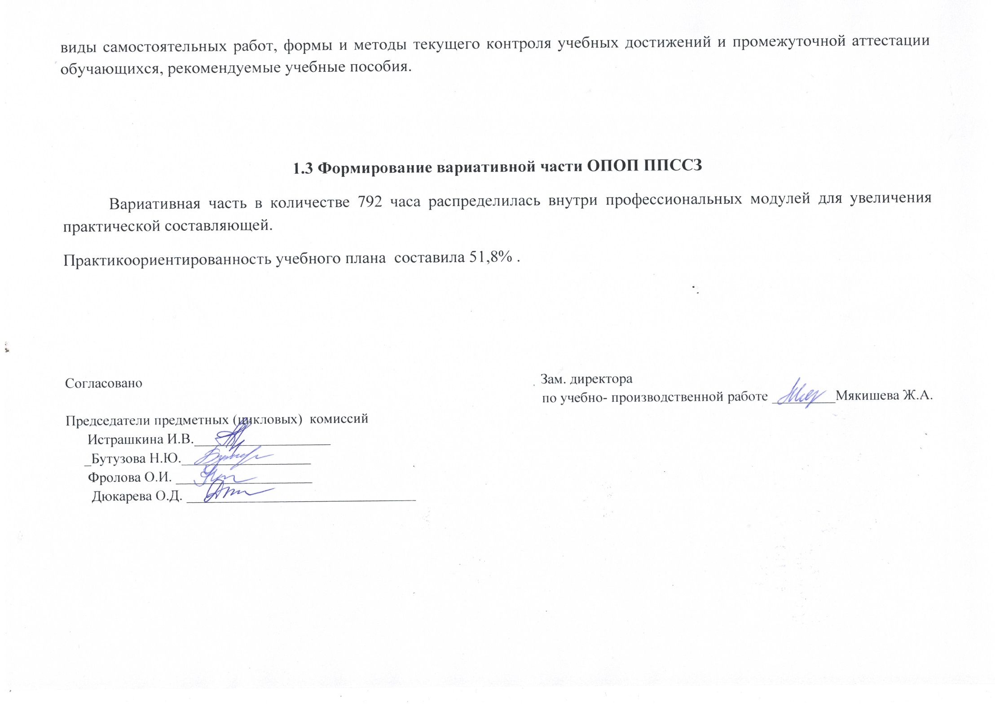 виды самостоятельных работ, формы и методы текущего контроля учебных достижений и промежуточной аттестации
обучающихся, рекомендуемые учебные пособия.
1.3 Формирование вариативной части ОПОП ППССЗ
Вариативная часть в количестве 792 часа распределилась внутри профессиональных модулей для увеличения
практической составляющей.
Практикоориентированность учебного плана составила 51,8% .
Согласовано
Зам. директора
по учебно- производственной работе _________Мякишева Ж.А.
Председатели предметных (цикловых) комиссий
Истрашкина И.В.___________________
_Бутузова Н.Ю.__________________
Фролова О.И. ___________________
Дюкарева О.Д. ________________________________